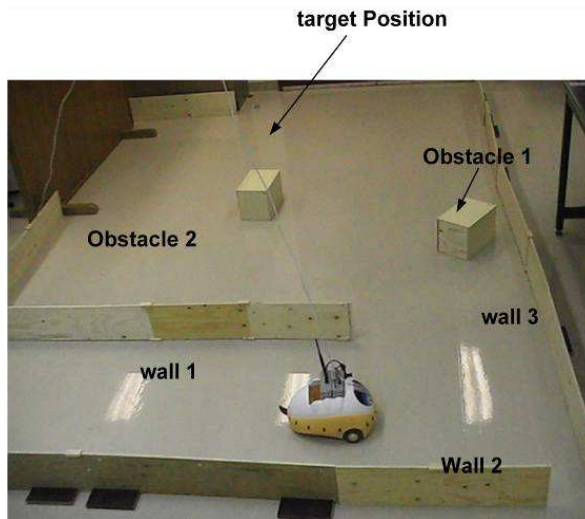 target Position
Obstacle 1
Obstacle 2
wall 3
wall 1
Wall 2